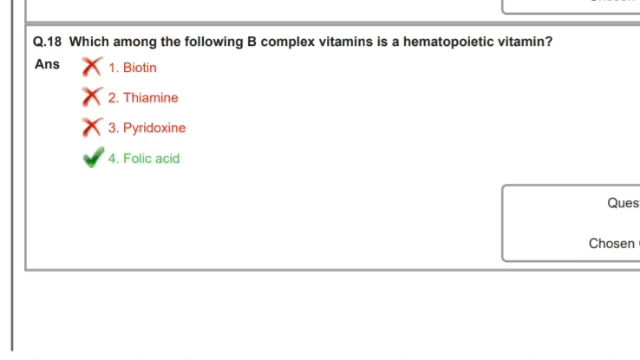 Q.18 Which among the following B complex vitamins is a hematopoietic vitamin?
Ans 1. Biotin
2. Thiamine
3. Pyridoxine
4. Folic acid
Chosen